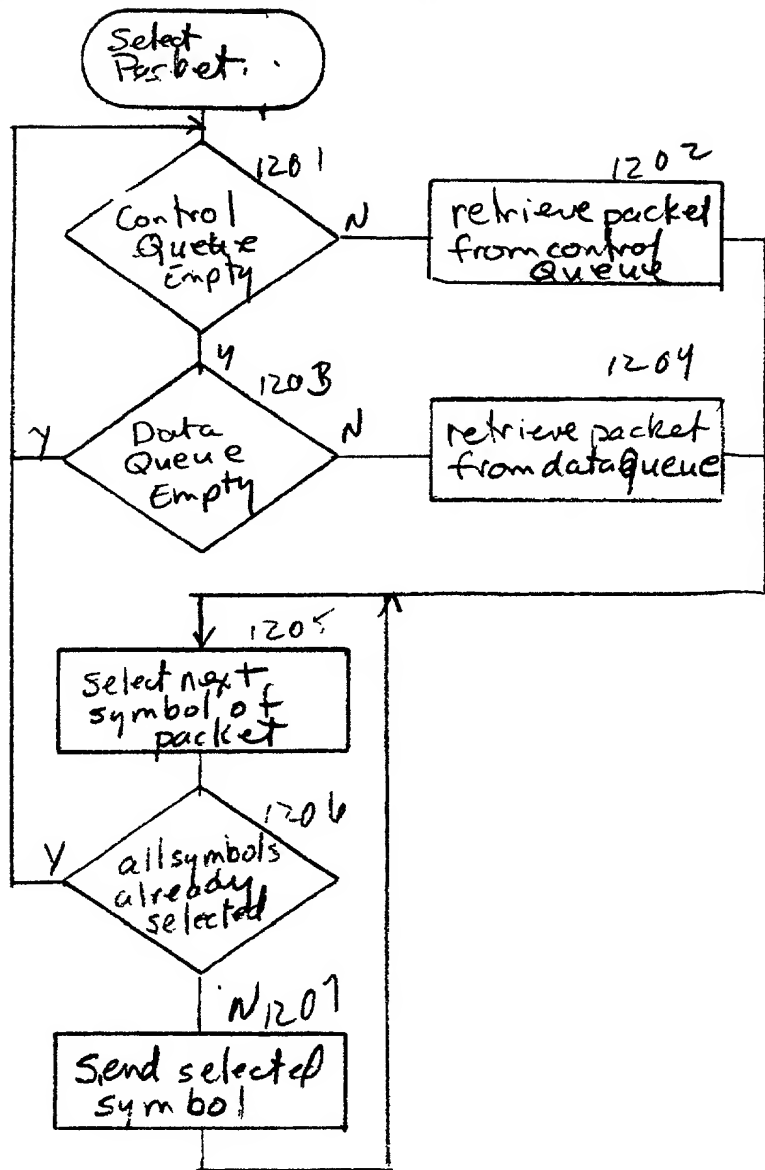 Select
Packet
1201
Control
Queue
Empty
N
1202
retrieve packet
from control
Queue
Y
1203
Data
Queue
Empty
Y
N
1204
retrieve packet
from data Queue
1205
select next
symbol of
packet
1206
all symbols
already
selected
Y
N 1207
Send selected
symbol